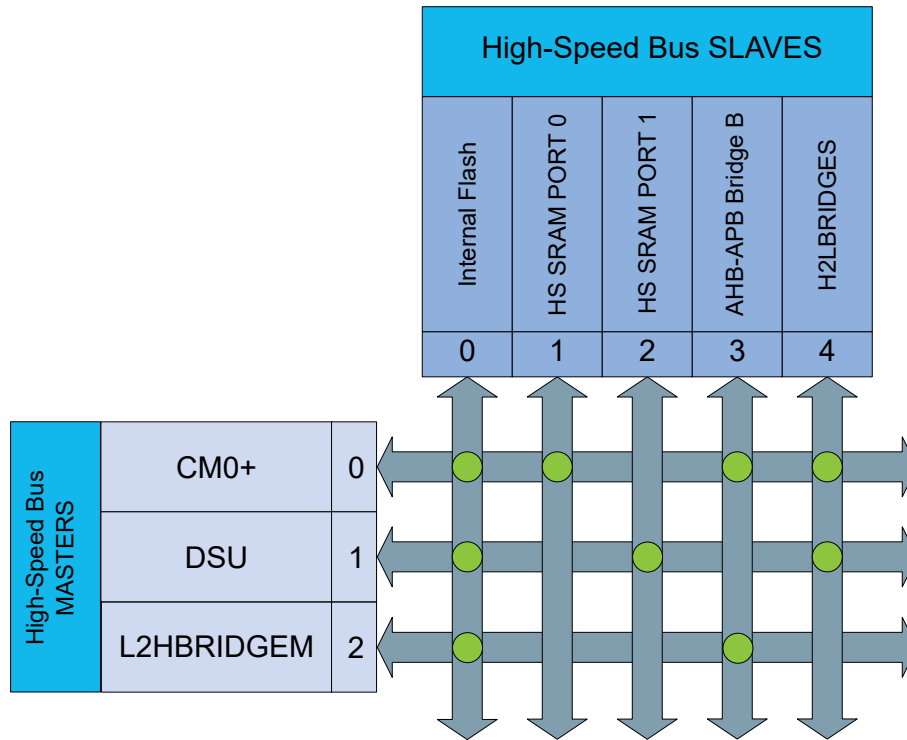 High-Speed Bus SLAVES
Internal Flash
HS SRAM PORT 0
HS SRAM PORT 1
AHB-APB Bridge B
H2LBRIDGES
0 1 2 3 4
High-Speed Bus
MASTERS
CM0+ 0
DSU 1
L2HBRIDGEM 2